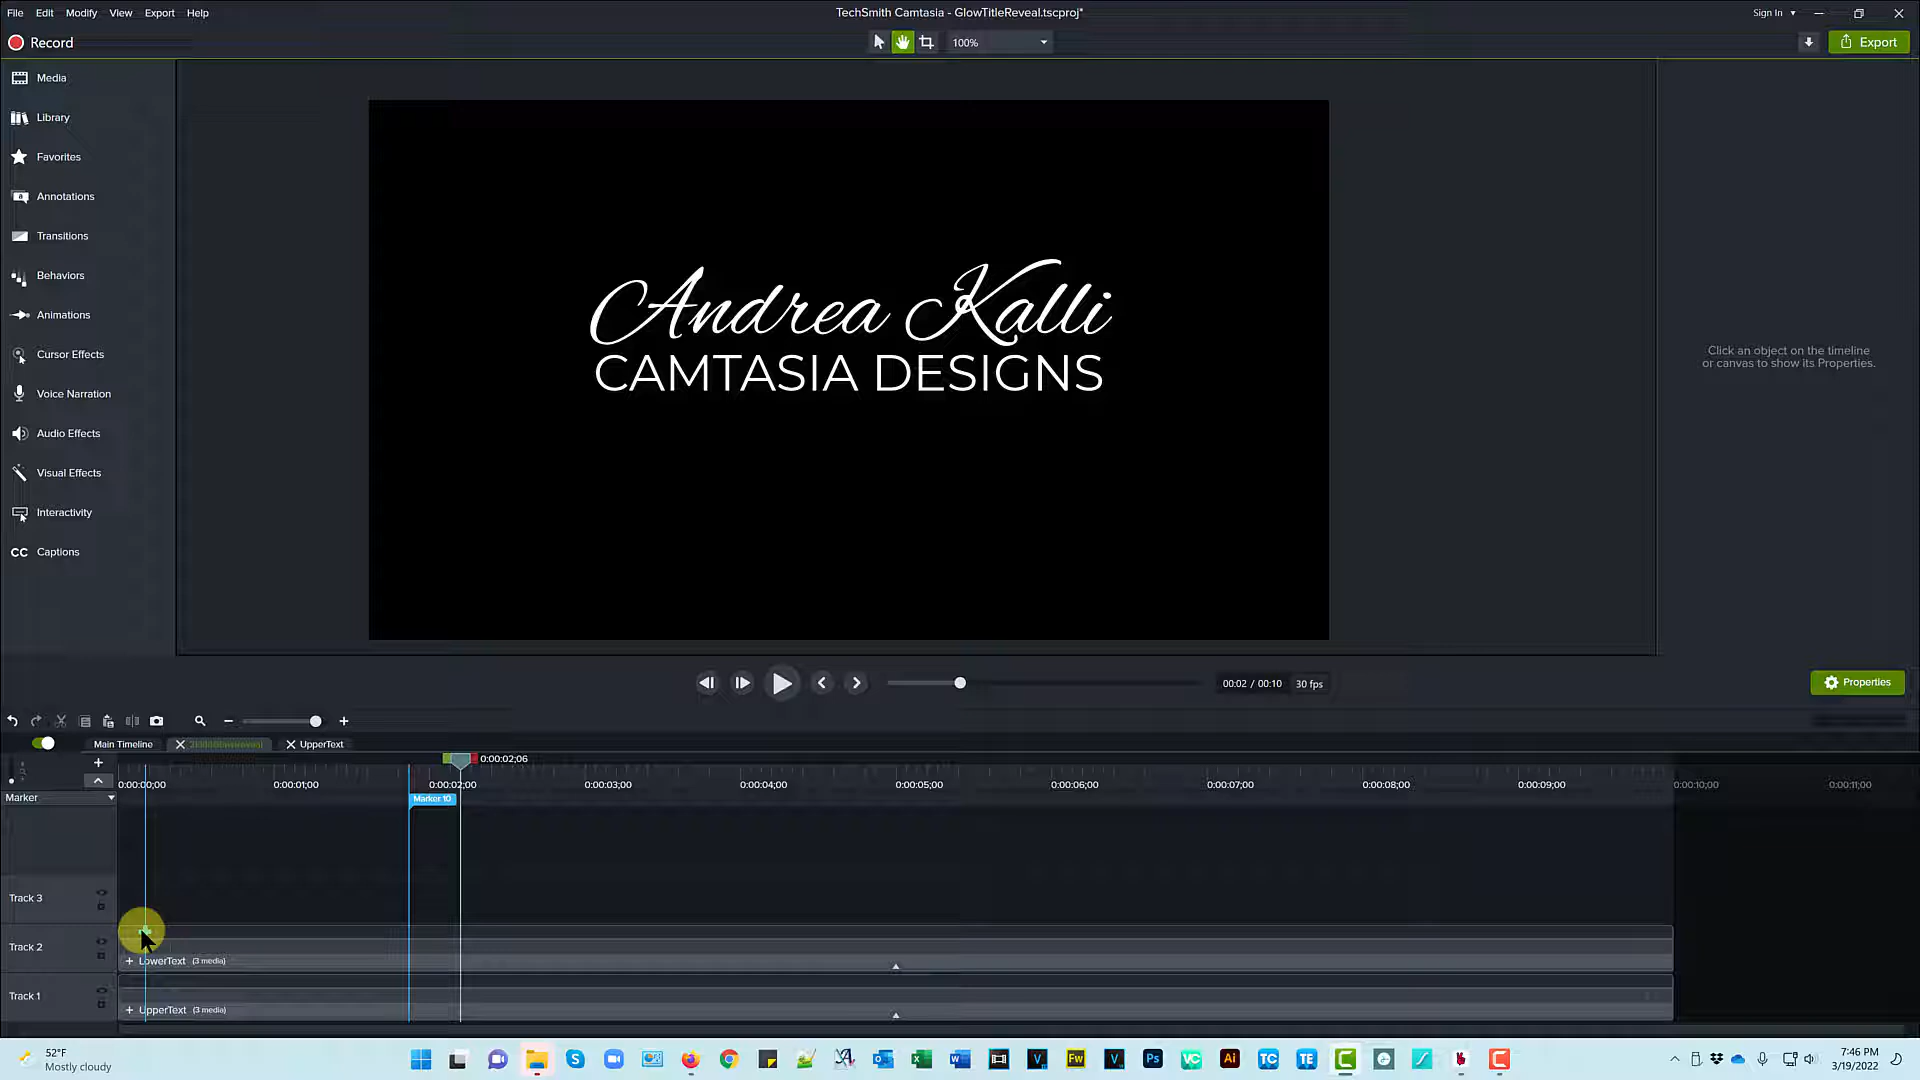 File Edit Modify View Export Help
TechSmith Camtasia - GlowTitleReveal.tscproj*
Sign In
Record
100%
Export
Media
Library
Favorites
Annotations
Transitions
Behaviors
Animations
Cursor Effects
Voice Narration
Audio Effects
Visual Effects
Interactivity
CC Captions
Andrea Kalli
CAMTASIA DESIGNS
Click an object on the timeline
or canvas to show its Properties.
00:02 / 00:10 30 fps
Properties
Main Timeline
UpperText
0:00:02;06
0:00:00;00 0:00:01;00 0:00:02;00 0:00:03;00 0:00:04;00 0:00:05;00 0:00:06;00 0:00:07;00 0:00:08;00 0:00:09;00 0:00:10;00 0:00:11;00
Marker
Marker 10
Track 3
Track 2
+ LowerText (3 media)
Track 1
+ UpperText (3 media)
52°F
Mostly cloudy
7:46 PM
3/19/2022